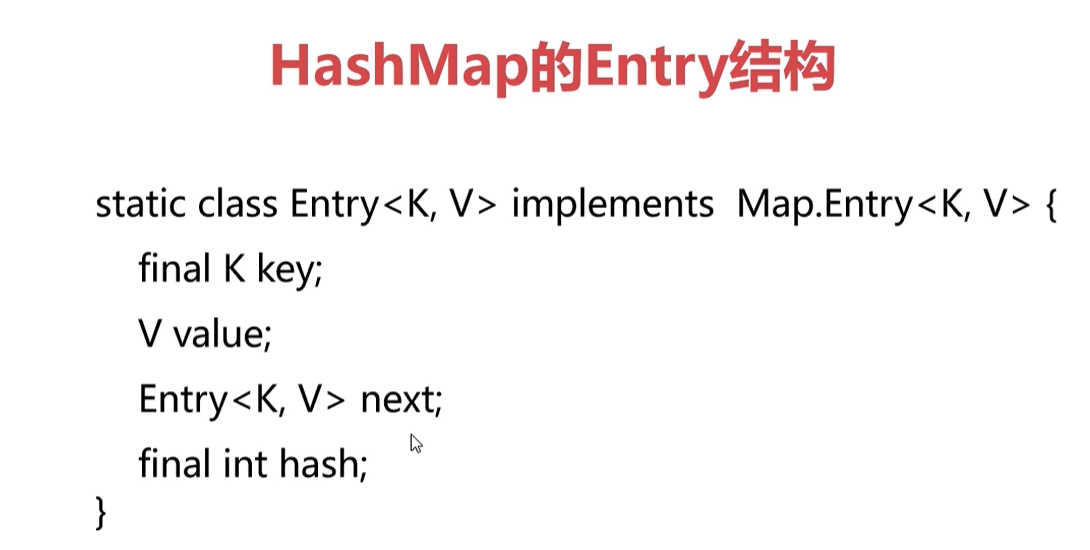 HashMap的Entry结构
static class Entry<K, V> implements  Map.Entry<K, V> {
final K key;
V value;
Entry<K, V> next;
final int hash;
}